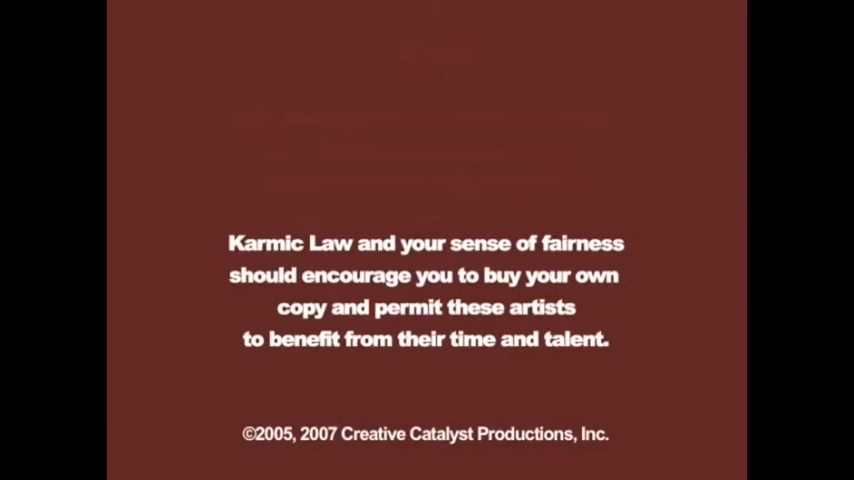 Karmic Law and your sense of fairness
should encourage you to buy your own
copy and permit these artists
to benefit from their time and talent.
©2005, 2007 Creative Catalyst Productions, Inc.